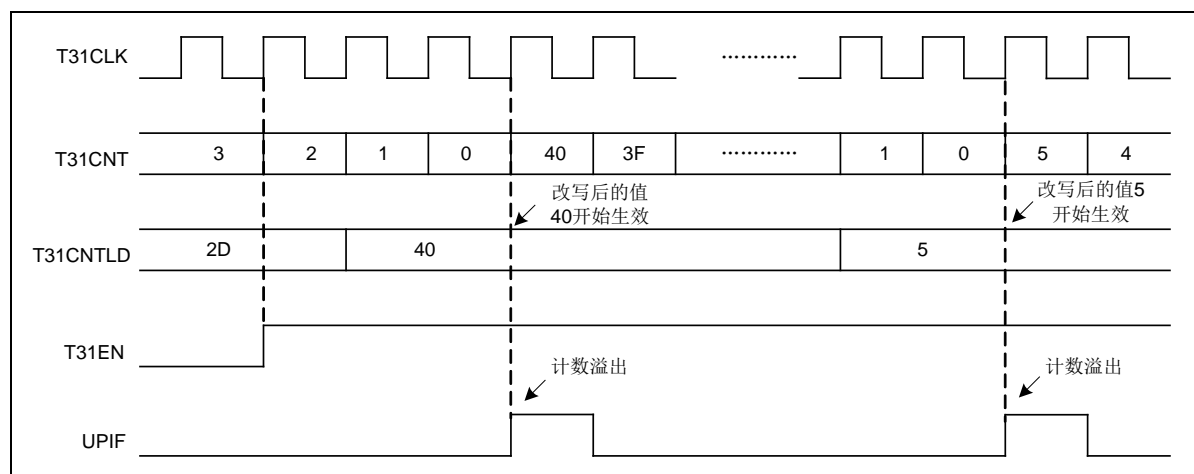 T31CLK
............
T31CNT
3 2 1 0 40 3F ............ 1 0 5 4
改写后的值
40开始生效
改写后的值5
开始生效
T31CNTLD
2D 40 5
T31EN
计数溢出
计数溢出
UPIF